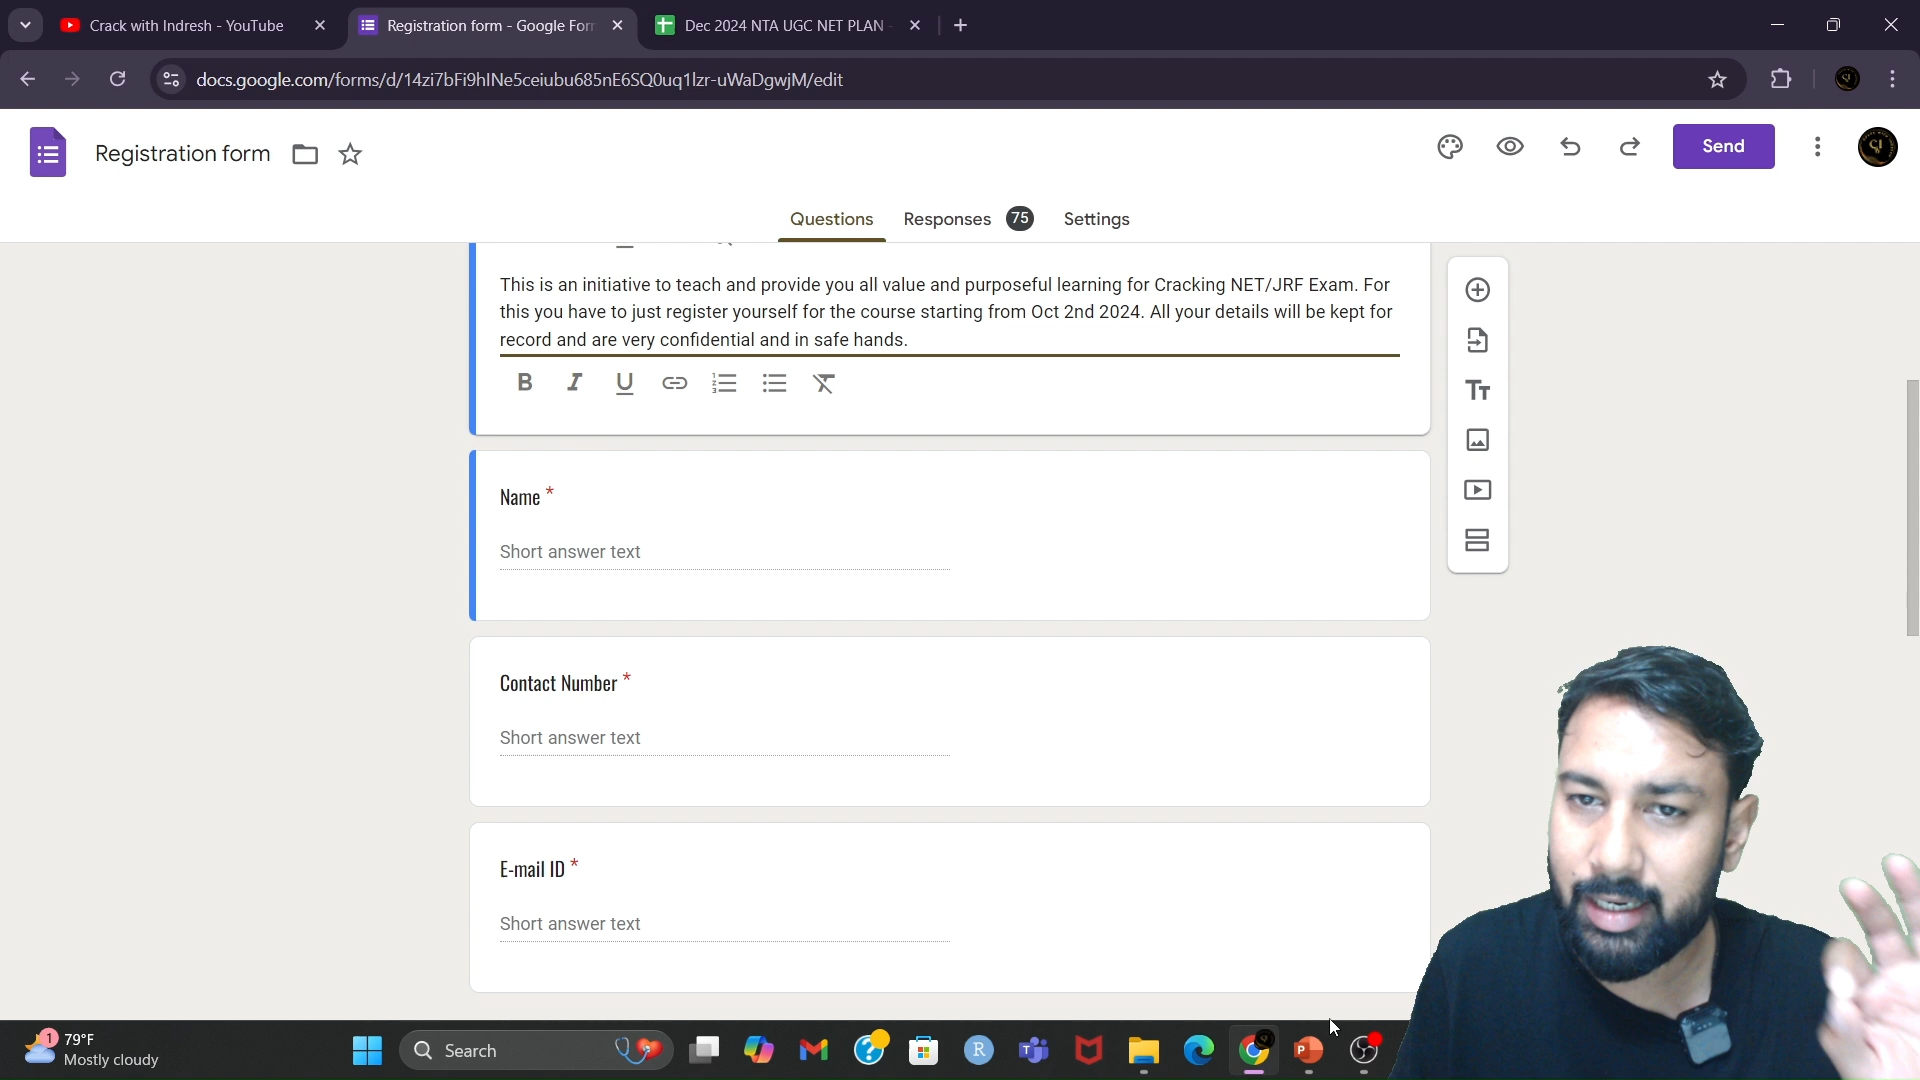 Crack with Indresh - YouTube
Registration form - Google For
Dec 2024 NTA UGC NET PLAN -
docs.google.com/forms/d/14zi7bFi9hINe5ceiubu685nE6SQ0uq1lzr-uWaDgwjM/edit
Registration form
Send
Questions
Responses 75
Settings
This is an initiative to teach and provide you all value and purposeful learning for Cracking NET/JRF Exam. For
this you have to just register yourself for the course starting from Oct 2nd 2024. All your details will be kept for
record and are very confidential and in safe hands.
Name *
Short answer text
Contact Number *
Short answer text
E-mail ID *
Short answer text
1
79°F
Mostly cloudy
Search